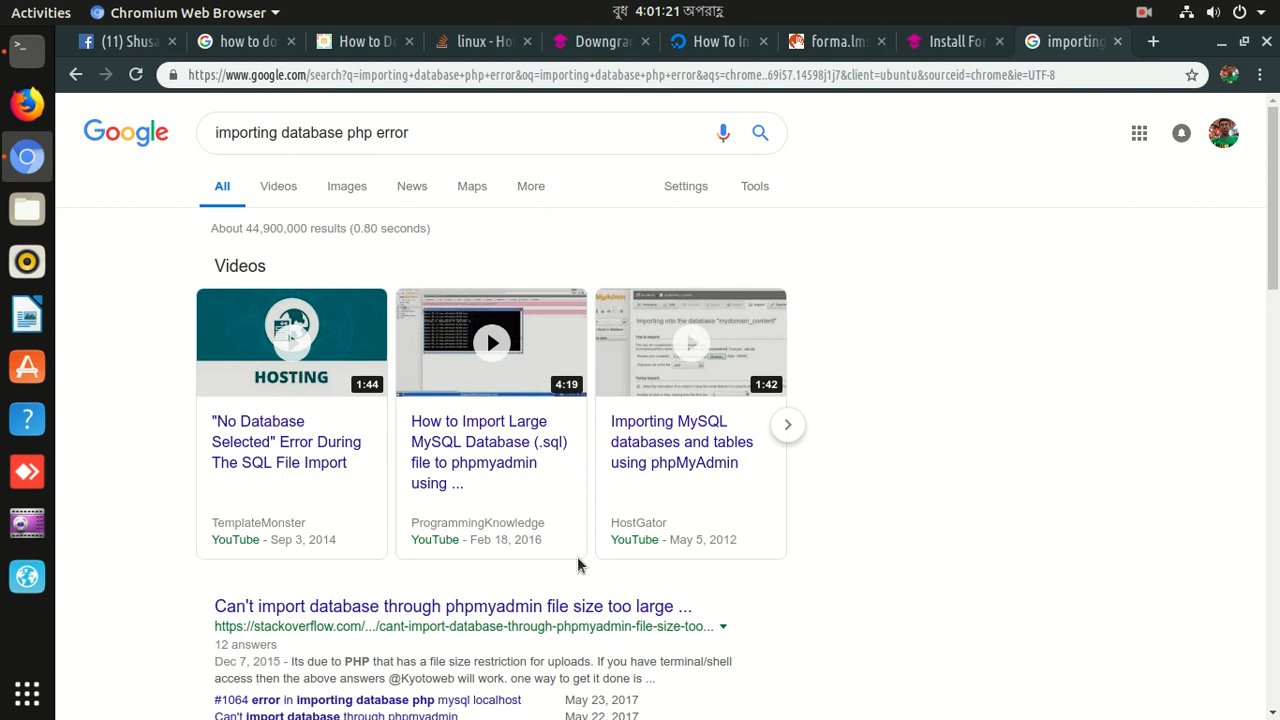 Activities
Chromium Web Browser
বুধ 4:01:21 অপরাহ্ণ
(11) Shusa
how to do
How to De
linux - How
Downgra
How To In
forma.lms
Install For
importing
https://www.google.com/search?q=importing+database+php+error&oq=importing+database+php+error&aqs=chrome..69i57.14598j1j7&client=ubuntu&sourceid=chrome&ie=UTF-8
Google
importing database php error
All Videos Images News Maps More Settings Tools
About 44,900,000 results (0.80 seconds)
Videos
HOSTING
1:44
"No Database
Selected" Error During
The SQL File Import
TemplateMonster
YouTube - Sep 3, 2014
4:19
How to Import Large
MySQL Database (.sql)
file to phpmyadmin
using ...
ProgrammingKnowledge
YouTube - Feb 18, 2016
Importing into the database "mydomain_content"
1:42
Importing MySQL
databases and tables
using phpMyAdmin
HostGator
YouTube - May 5, 2012
Can't import database through phpmyadmin file size too large ...
https://stackoverflow.com/.../cant-import-database-through-phpmyadmin-file-size-too...
12 answers
Dec 7, 2015 - Its due to PHP that has a file size restriction for uploads. If you have terminal/shell
access then the above answers @Kyotoweb will work. one way to get it done is ...
#1064 error in importing database php mysql localhost May 23, 2017
Can't import database through phpmyadmin May 22, 2017